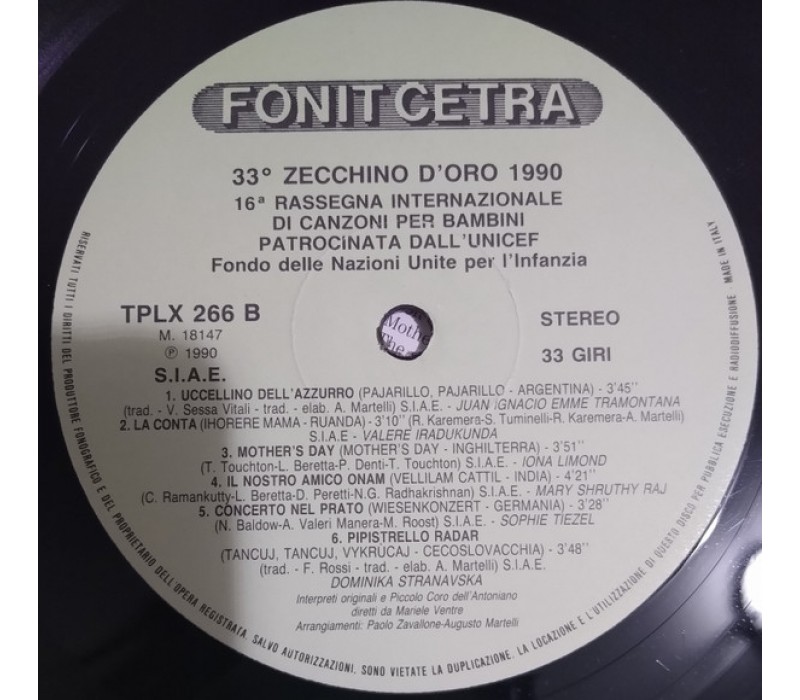 FONIT CETRA
33° ZECCHINO D'ORO 1990
16ª RASSEGNA INTERNAZIONALE
DI CANZONI PER BAMBINI
PATROCINATA DALL'UNICEF
Fondo delle Nazioni Unite per l'Infanzia
TPLX 266 B
M. 18147
℗ 1990
S.I.A.E.
STEREO
33 GIRI
Mothe
The
1. UCCELLINO DELL'AZZURRO (PAJARILLO, PAJARILLO - ARGENTINA) - 3'45"
(trad. - V. Sessa Vitali - trad. - elab. A. Martelli) S.I.A.E. - JUAN IGNACIO EMME TRAMONTANA
2. LA CONTA (IHORERE MAMA - RUANDA) - 3'10" (R. Karemera-S. Tuminelli-R. Karemera-A. Martelli)
S.I.A.E - VALERE IRADUKUNDA
3. MOTHER'S DAY (MOTHER'S DAY - INGHILTERRA) - 3'51"
(T. Touchton-L. Beretta-P. Denti-T. Touchton) S.I.A.E. - IONA LIMOND
4. IL NOSTRO AMICO ONAM (VELLILAM CATTIL - INDIA) - 4'21"
(C. Ramankutty-L. Beretta-D. Peretti-N.G. Radhakrishnan) S.I.A.E. - MARY SHRUTHY RAJ
5. CONCERTO NEL PRATO (WIESENKONZERT - GERMANIA) - 3'28"
(N. Baldow-A. Valeri Manera-M. Roost) S.I.A.E. - SOPHIE TIEZEL
6. PIPISTRELLO RADAR
(TANCUJ, TANCUJ, VYKRUCAJ - CECOSLOVACCHIA) - 3'48"
(trad. - F. Rossi - trad. - elab. A. Martelli) S.I.A.E.
DOMINIKA STRANAVSKA
Interpreti originali e Piccolo Coro dell'Antoniano
diretti da Mariele Ventre
Arrangiamenti: Paolo Zavallone-Augusto Martelli
RISERVATI TUTTI I DIRITTI DEL PRODUTTORE FONOGRAFICO E DEL PROPRIETARIO DELL'OPERA REGISTRATA. SALVO AUTORIZZAZIONI. SONO VIETATE LA DUPLICAZIONE. LA LOCAZIONE E L'UTILIZZAZIONE DI QUESTO DISCO PER PUBBLICA ESECUZIONE E RADIODIFFUSIONE. MADE IN ITALY